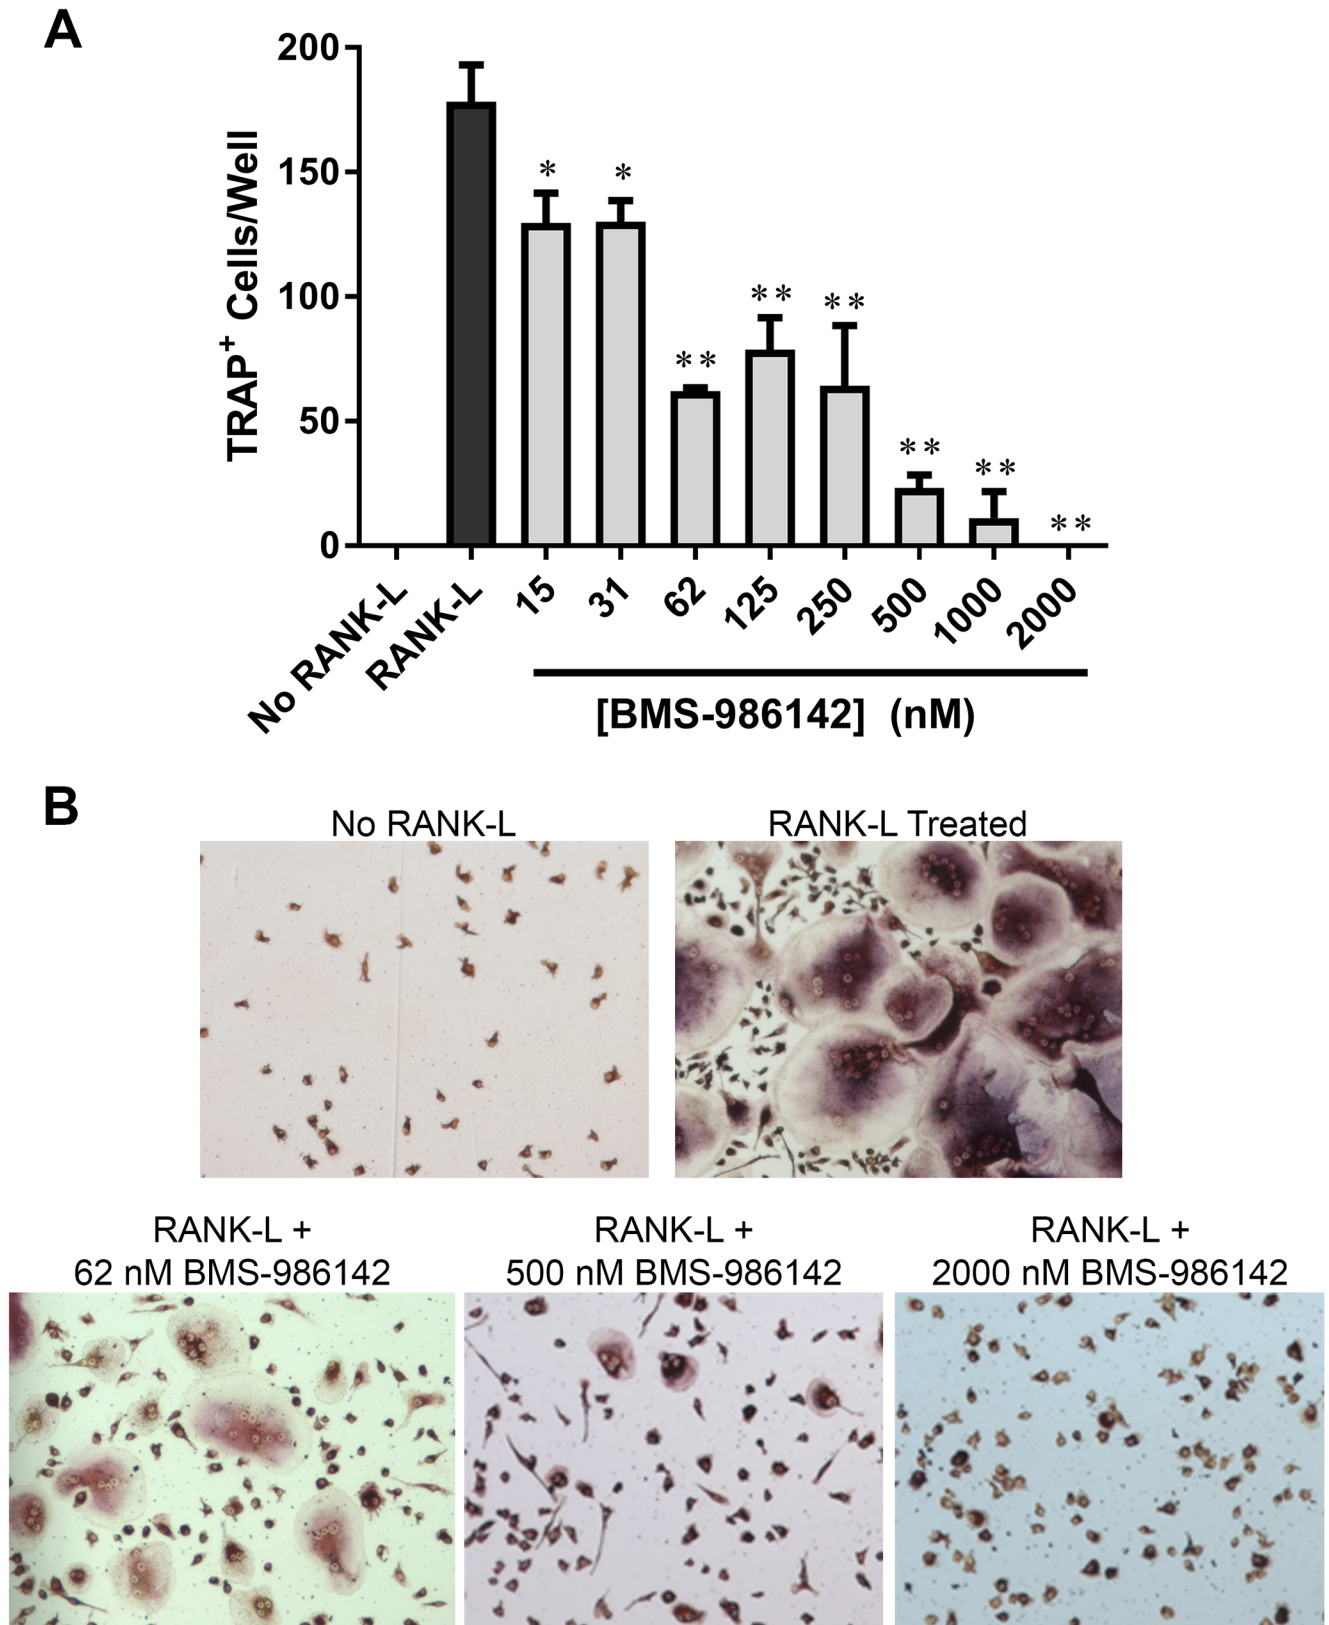 A
200
150
100
50
0
TRAP+ Cells/Well
* * ** ** ** ** ** **
No RANK-L RANK-L 15 31 62 125 250 500 1000 2000
[BMS-986142] (nM)
B
No RANK-L RANK-L Treated
RANK-L + RANK-L + RANK-L +
62 nM BMS-986142 500 nM BMS-986142 2000 nM BMS-986142